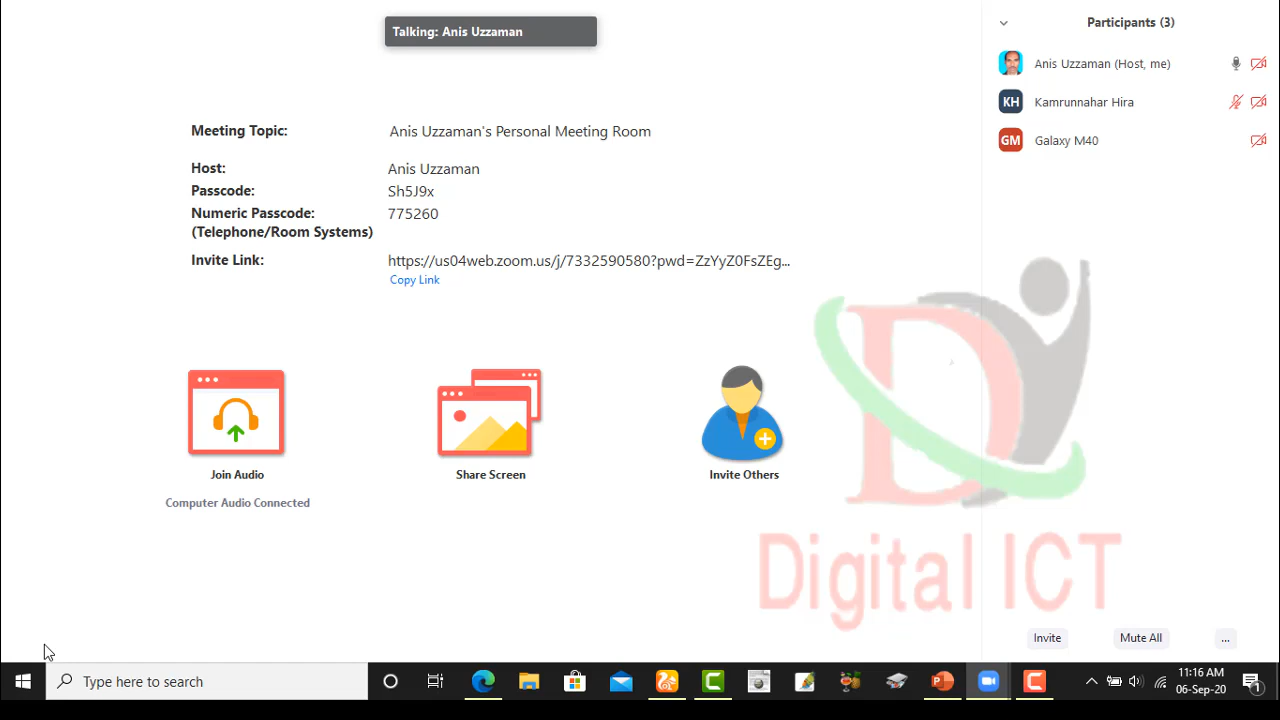 Talking: Anis Uzzaman
Meeting Topic: Anis Uzzaman's Personal Meeting Room
Host: Anis Uzzaman
Passcode: Sh5J9x
Numeric Passcode: 775260
(Telephone/Room Systems)
Invite Link: https://us04web.zoom.us/j/7332590580?pwd=ZzYyZ0FsZEg...
Copy Link
Join Audio
Computer Audio Connected
Share Screen
Invite Others
Participants (3)
Anis Uzzaman (Host, me)
KH Kamrunnahar Hira
GM Galaxy M40
Digital ICT
Invite Mute All ...
Type here to search
11:16 AM
06-Sep-20
1